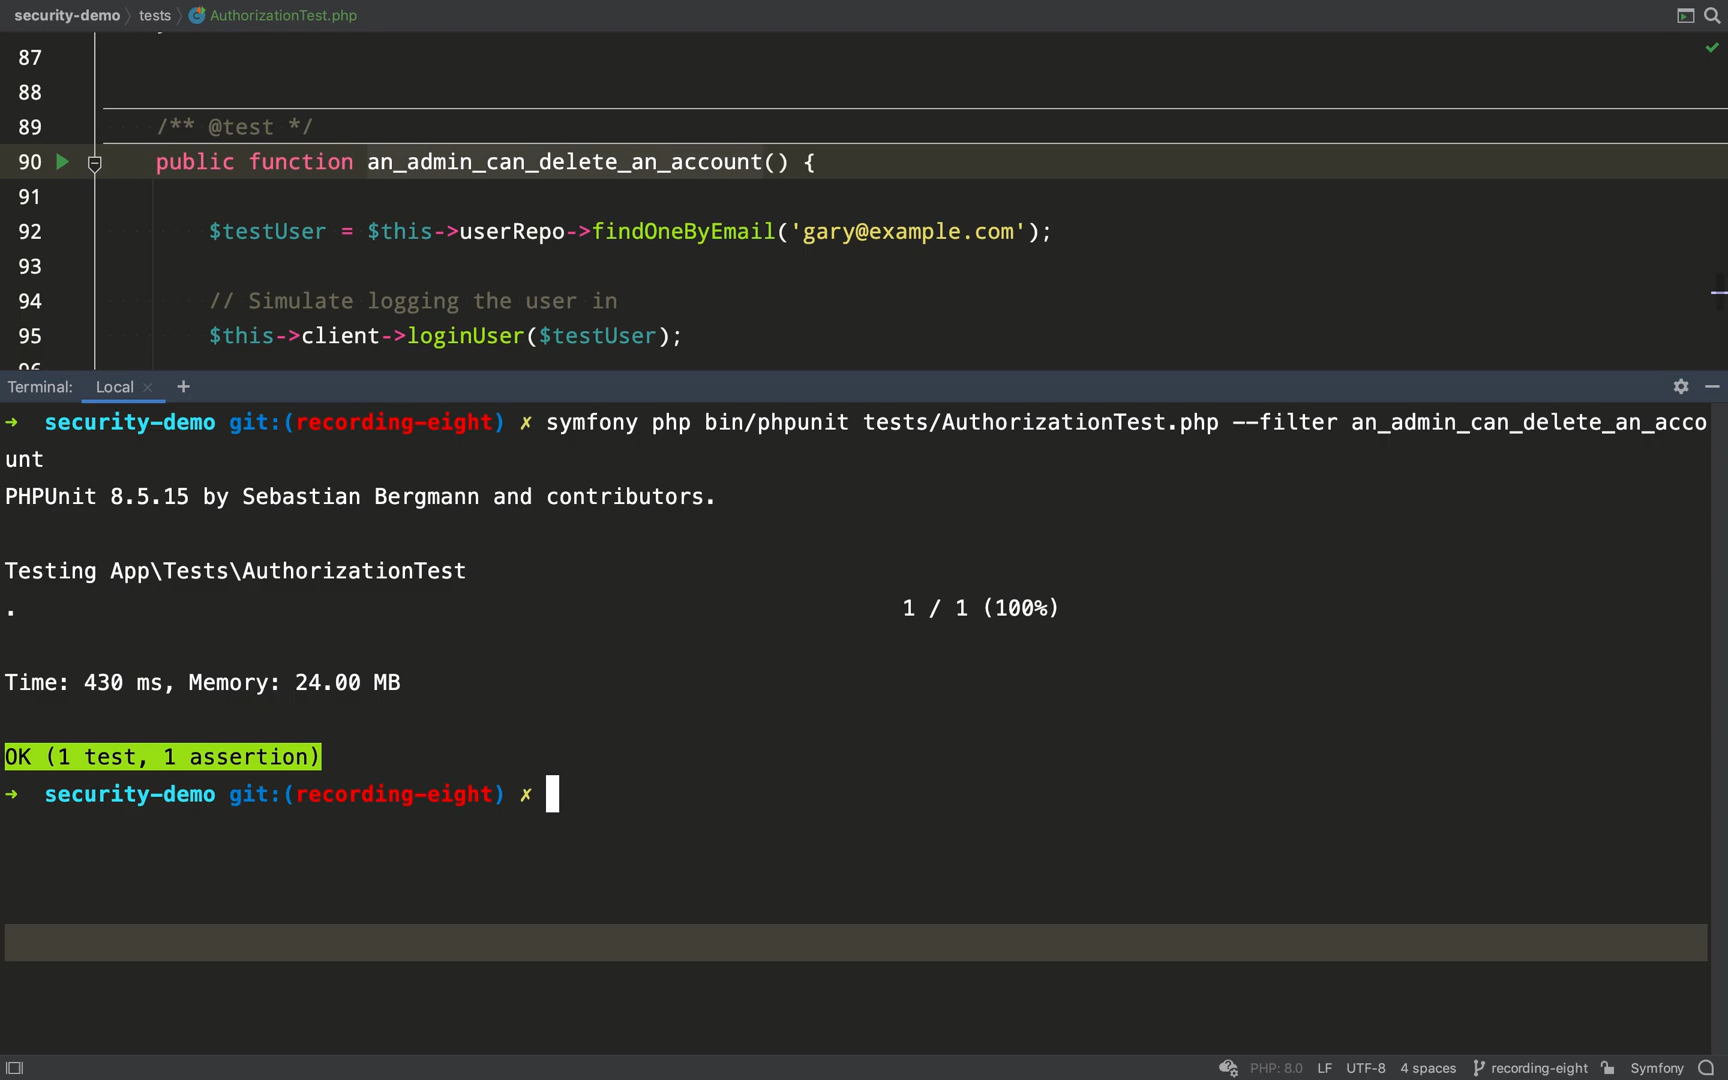 security-demo tests AuthorizationTest.php
87
88
89 /** @test */
90 public function an_admin_can_delete_an_account() {
91
92 $testUser = $this->userRepo->findOneByEmail('gary@example.com');
93
94 // Simulate logging the user in
95 $this->client->loginUser($testUser);
Terminal: Local × +
➜ security-demo git:(recording-eight) ✗ symfony php bin/phpunit tests/AuthorizationTest.php --filter an_admin_can_delete_an_acco
unt
PHPUnit 8.5.15 by Sebastian Bergmann and contributors.
Testing App\Tests\AuthorizationTest
. 1 / 1 (100%)
Time: 430 ms, Memory: 24.00 MB
OK (1 test, 1 assertion)
➜ security-demo git:(recording-eight) ✗
PHP: 8.0 LF UTF-8 4 spaces recording-eight Symfony